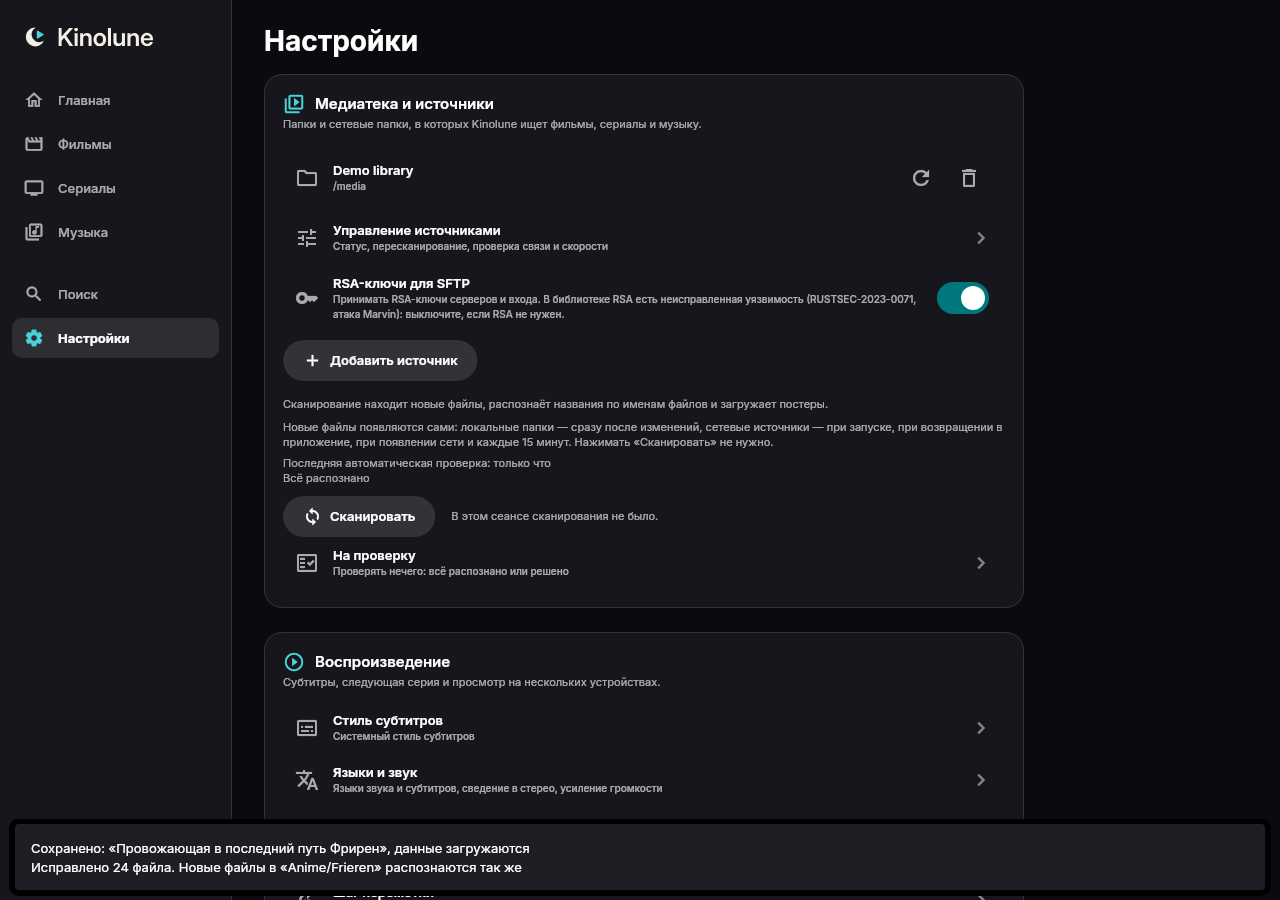 Kinolune
Главная
Фильмы
Сериалы
Музыка
Поиск
Настройки
Настройки
Медиатека и источники
Папки и сетевые папки, в которых Kinolune ищет фильмы, сериалы и музыку.
Demo library
/media
Управление источниками
Статус, пересканирование, проверка связи и скорости
RSA-ключи для SFTP
Принимать RSA-ключи серверов и входа. В библиотеке RSA есть неисправленная уязвимость (RUSTSEC-2023-0071,
атака Marvin): выключите, если RSA не нужен.
Добавить источник
Сканирование находит новые файлы, распознаёт названия по именам файлов и загружает постеры.
Новые файлы появляются сами: локальные папки — сразу после изменений, сетевые источники — при запуске, при возвращении в
приложение, при появлении сети и каждые 15 минут. Нажимать «Сканировать» не нужно.
Последняя автоматическая проверка: только что
Всё распознано
Сканировать
В этом сеансе сканирования не было.
На проверку
Проверять нечего: всё распознано или решено
Воспроизведение
Субтитры, следующая серия и просмотр на нескольких устройствах.
Стиль субтитров
Системный стиль субтитров
Языки и звук
Языки звука и субтитров, сведение в стерео, усиление громкости
Сохранено: «Провожающая в последний путь Фрирен», данные загружаются
Исправлено 24 файла. Новые файлы в «Anime/Frieren» распознаются так же